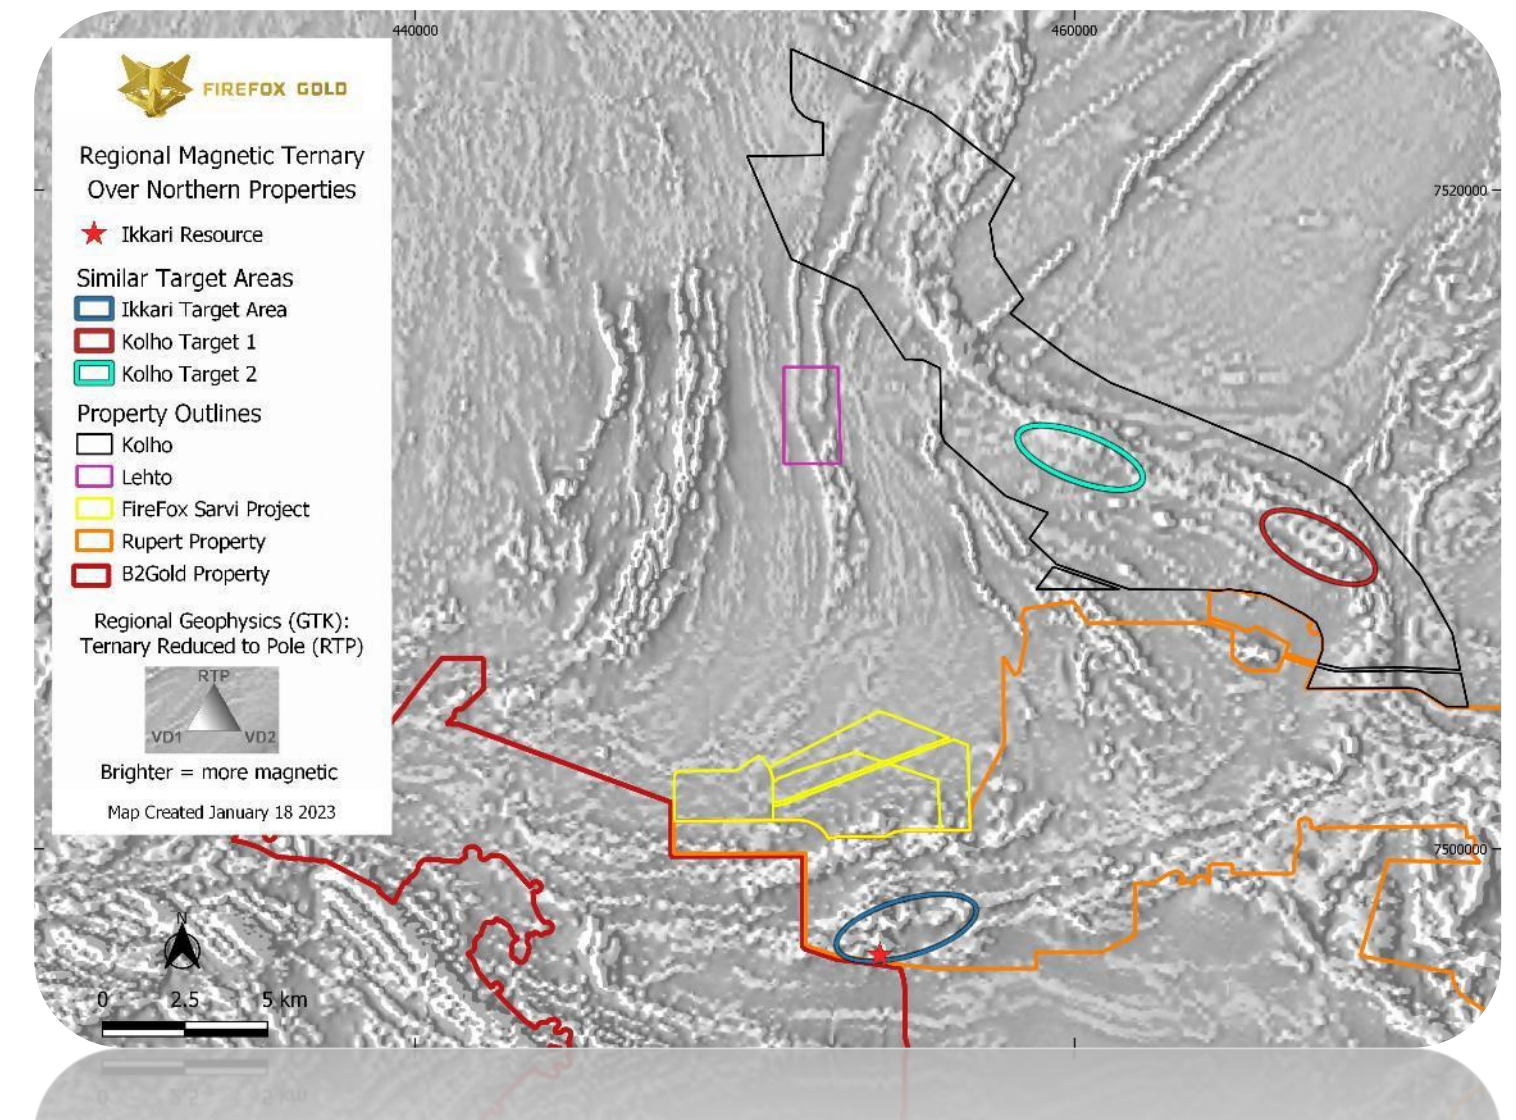 440000
460000
FIREFOX GOLD
Regional Magnetic Ternary
Over Northern Properties
7520000
Ikkari Resource
Similar Target Areas
Ikkari Target Area
Kolho Target 1
Kolho Target 2
Property Outlines
Kolho
Lehto
FireFox Sarvi Project
Rupert Property
B2Gold Property
Regional Geophysics (GTK):
Ternary Reduced to Pole (RTP)
RTP
VD1 VD2
Brighter = more magnetic
Map Created January 18 2023
7500000
N
0 2.5 5 km